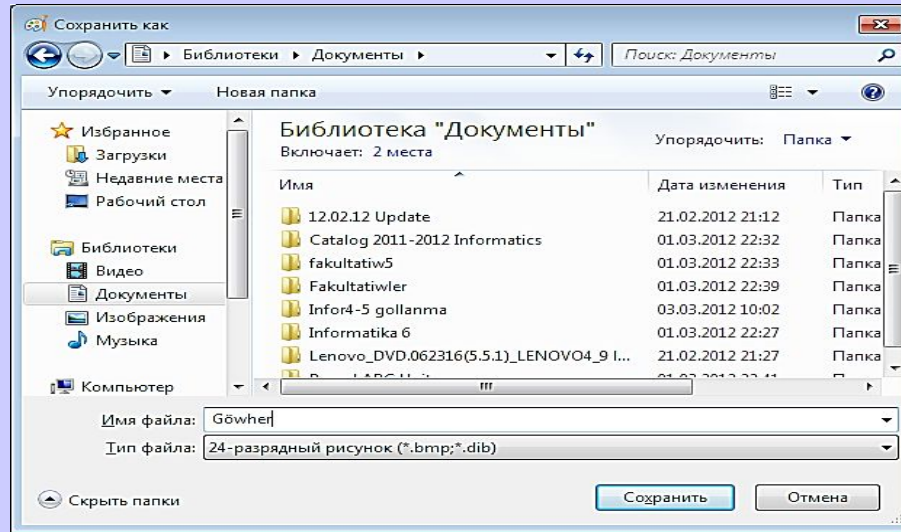 Сохранить как
Библиотеки Документы Поиск: Документы
Упорядочить Новая папка
Избранное
Загрузки
Недавние места
Рабочий стол
Библиотеки
Видео
Документы
Изображения
Музыка
Компьютер
Библиотека "Документы"
Включает: 2 места
Упорядочить: Папка
Имя Дата изменения Тип
12.02.12 Update 21.02.2012 21:12 Папка
Catalog 2011-2012 Informatics 01.03.2012 22:32 Папка
fakultatiw5 01.03.2012 22:33 Папка
Fakultatiwler 01.03.2012 22:39 Папка
Infor4-5 gollanma 03.03.2012 10:02 Папка
Informatika 6 01.03.2012 22:27 Папка
Lenovo_DVD.062316(5.5.1)_LENOVO4_9 I... 21.02.2012 21:27 Папка
Имя файла: Göwher
Тип файла: 24-разрядный рисунок (*.bmp;*.dib)
Скрыть папки Сохранить Отмена